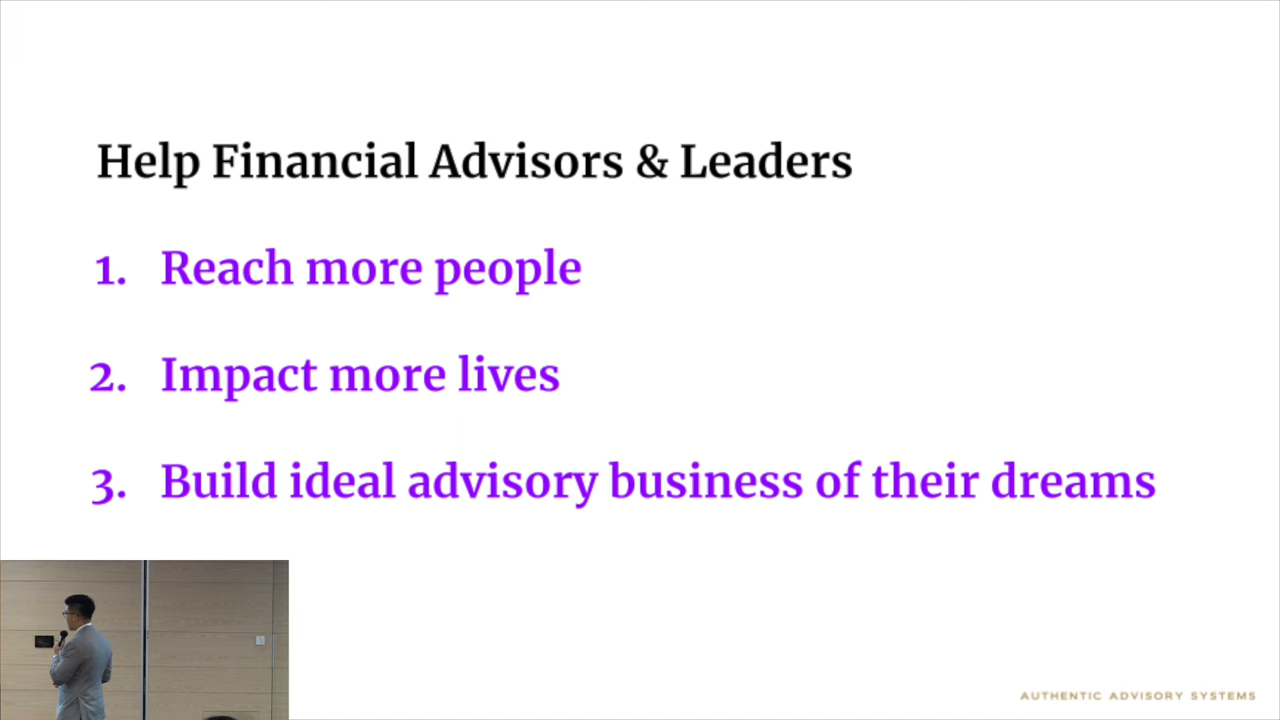 Help Financial Advisors & Leaders
1. Reach more people
2. Impact more lives
3. Build ideal advisory business of their dreams
AUTHENTIC ADVISORY SYSTEMS